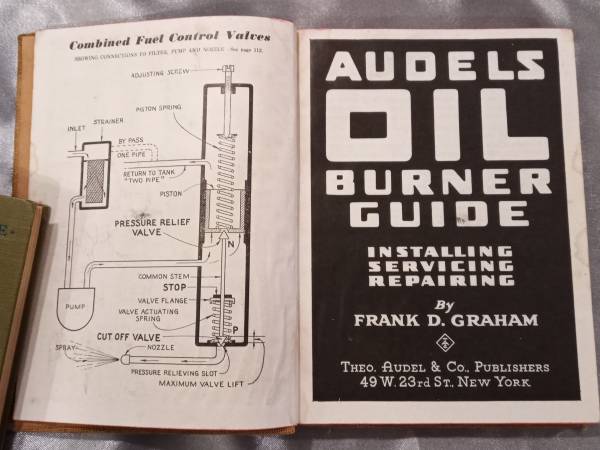 Combined Fuel Control Valves
SHOWING CONNECTIONS TO FILTER, PUMP AND NOZZLE - See page 112.
ADJUSTING SCREW
PISTON SPRING
STRAINER
INLET
BY PASS
ONE PIPE
RETURN TO TANK
"TWO PIPE"
PISTON
PRESSURE RELIEF
VALVE
N
COMMON STEM
STOP
PUMP
VALVE FLANGE
VALVE ACTUATING
SPRING
P
CUT OFF VALVE
SPRAY
NOZZLE
PRESSURE RELIEVING SLOT
MAXIMUM VALVE LIFT
E.
AUDELS
OIL
BURNER
GUIDE
INSTALLING
SERVICING
REPAIRING
By
FRANK D. GRAHAM
THEO. AUDEL & CO., PUBLISHERS
49 W. 23RD ST., NEW YORK